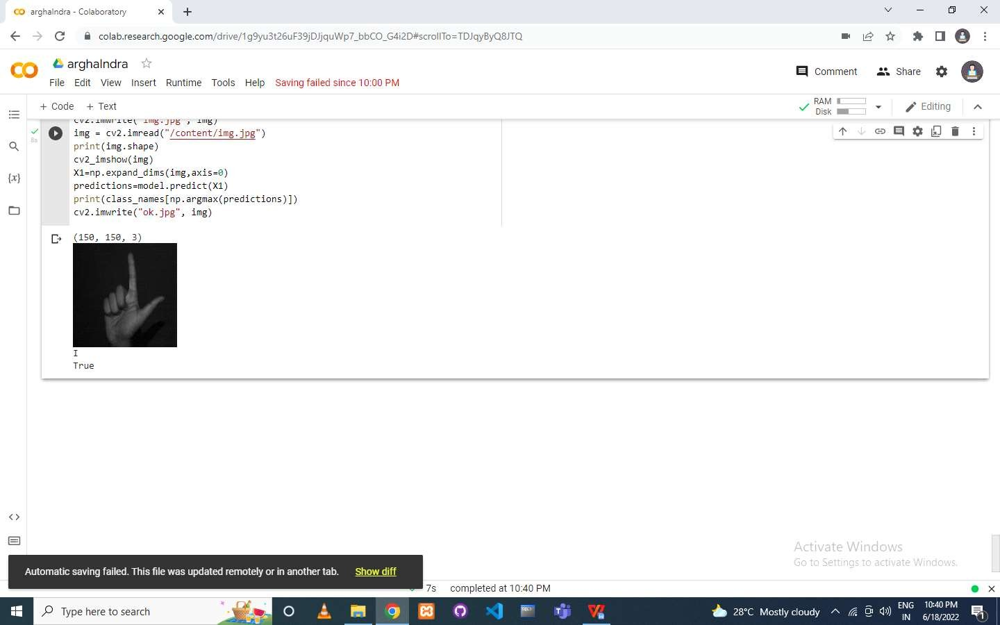 arghaIndra - Colaboratory
colab.research.google.com/drive/1g9yu3t26uF39jDJjquWp7_bbCO_G4i2D#scrollTo=TDJqyByQ8JTQ
arghaIndra
Comment
Share
File Edit View Insert Runtime Tools Help Saving failed since 10:00 PM
+ Code + Text
RAM
Disk
Editing
cv2.imwrite("img.jpg", img)
8s
img = cv2.imread("/content/img.jpg")
print(img.shape)
cv2_imshow(img)
{x}
X1=np.expand_dims(img,axis=0)
predictions=model.predict(X1)
print(class_names[np.argmax(predictions)])
cv2.imwrite("ok.jpg", img)
(150, 150, 3)
I
True
Activate Windows
Go to Settings to activate Windows.
Automatic saving failed. This file was updated remotely or in another tab. Show diff
7s completed at 10:40 PM
Type here to search
SQL
28°C Mostly cloudy
ENG
IN
10:40 PM
6/18/2022
1